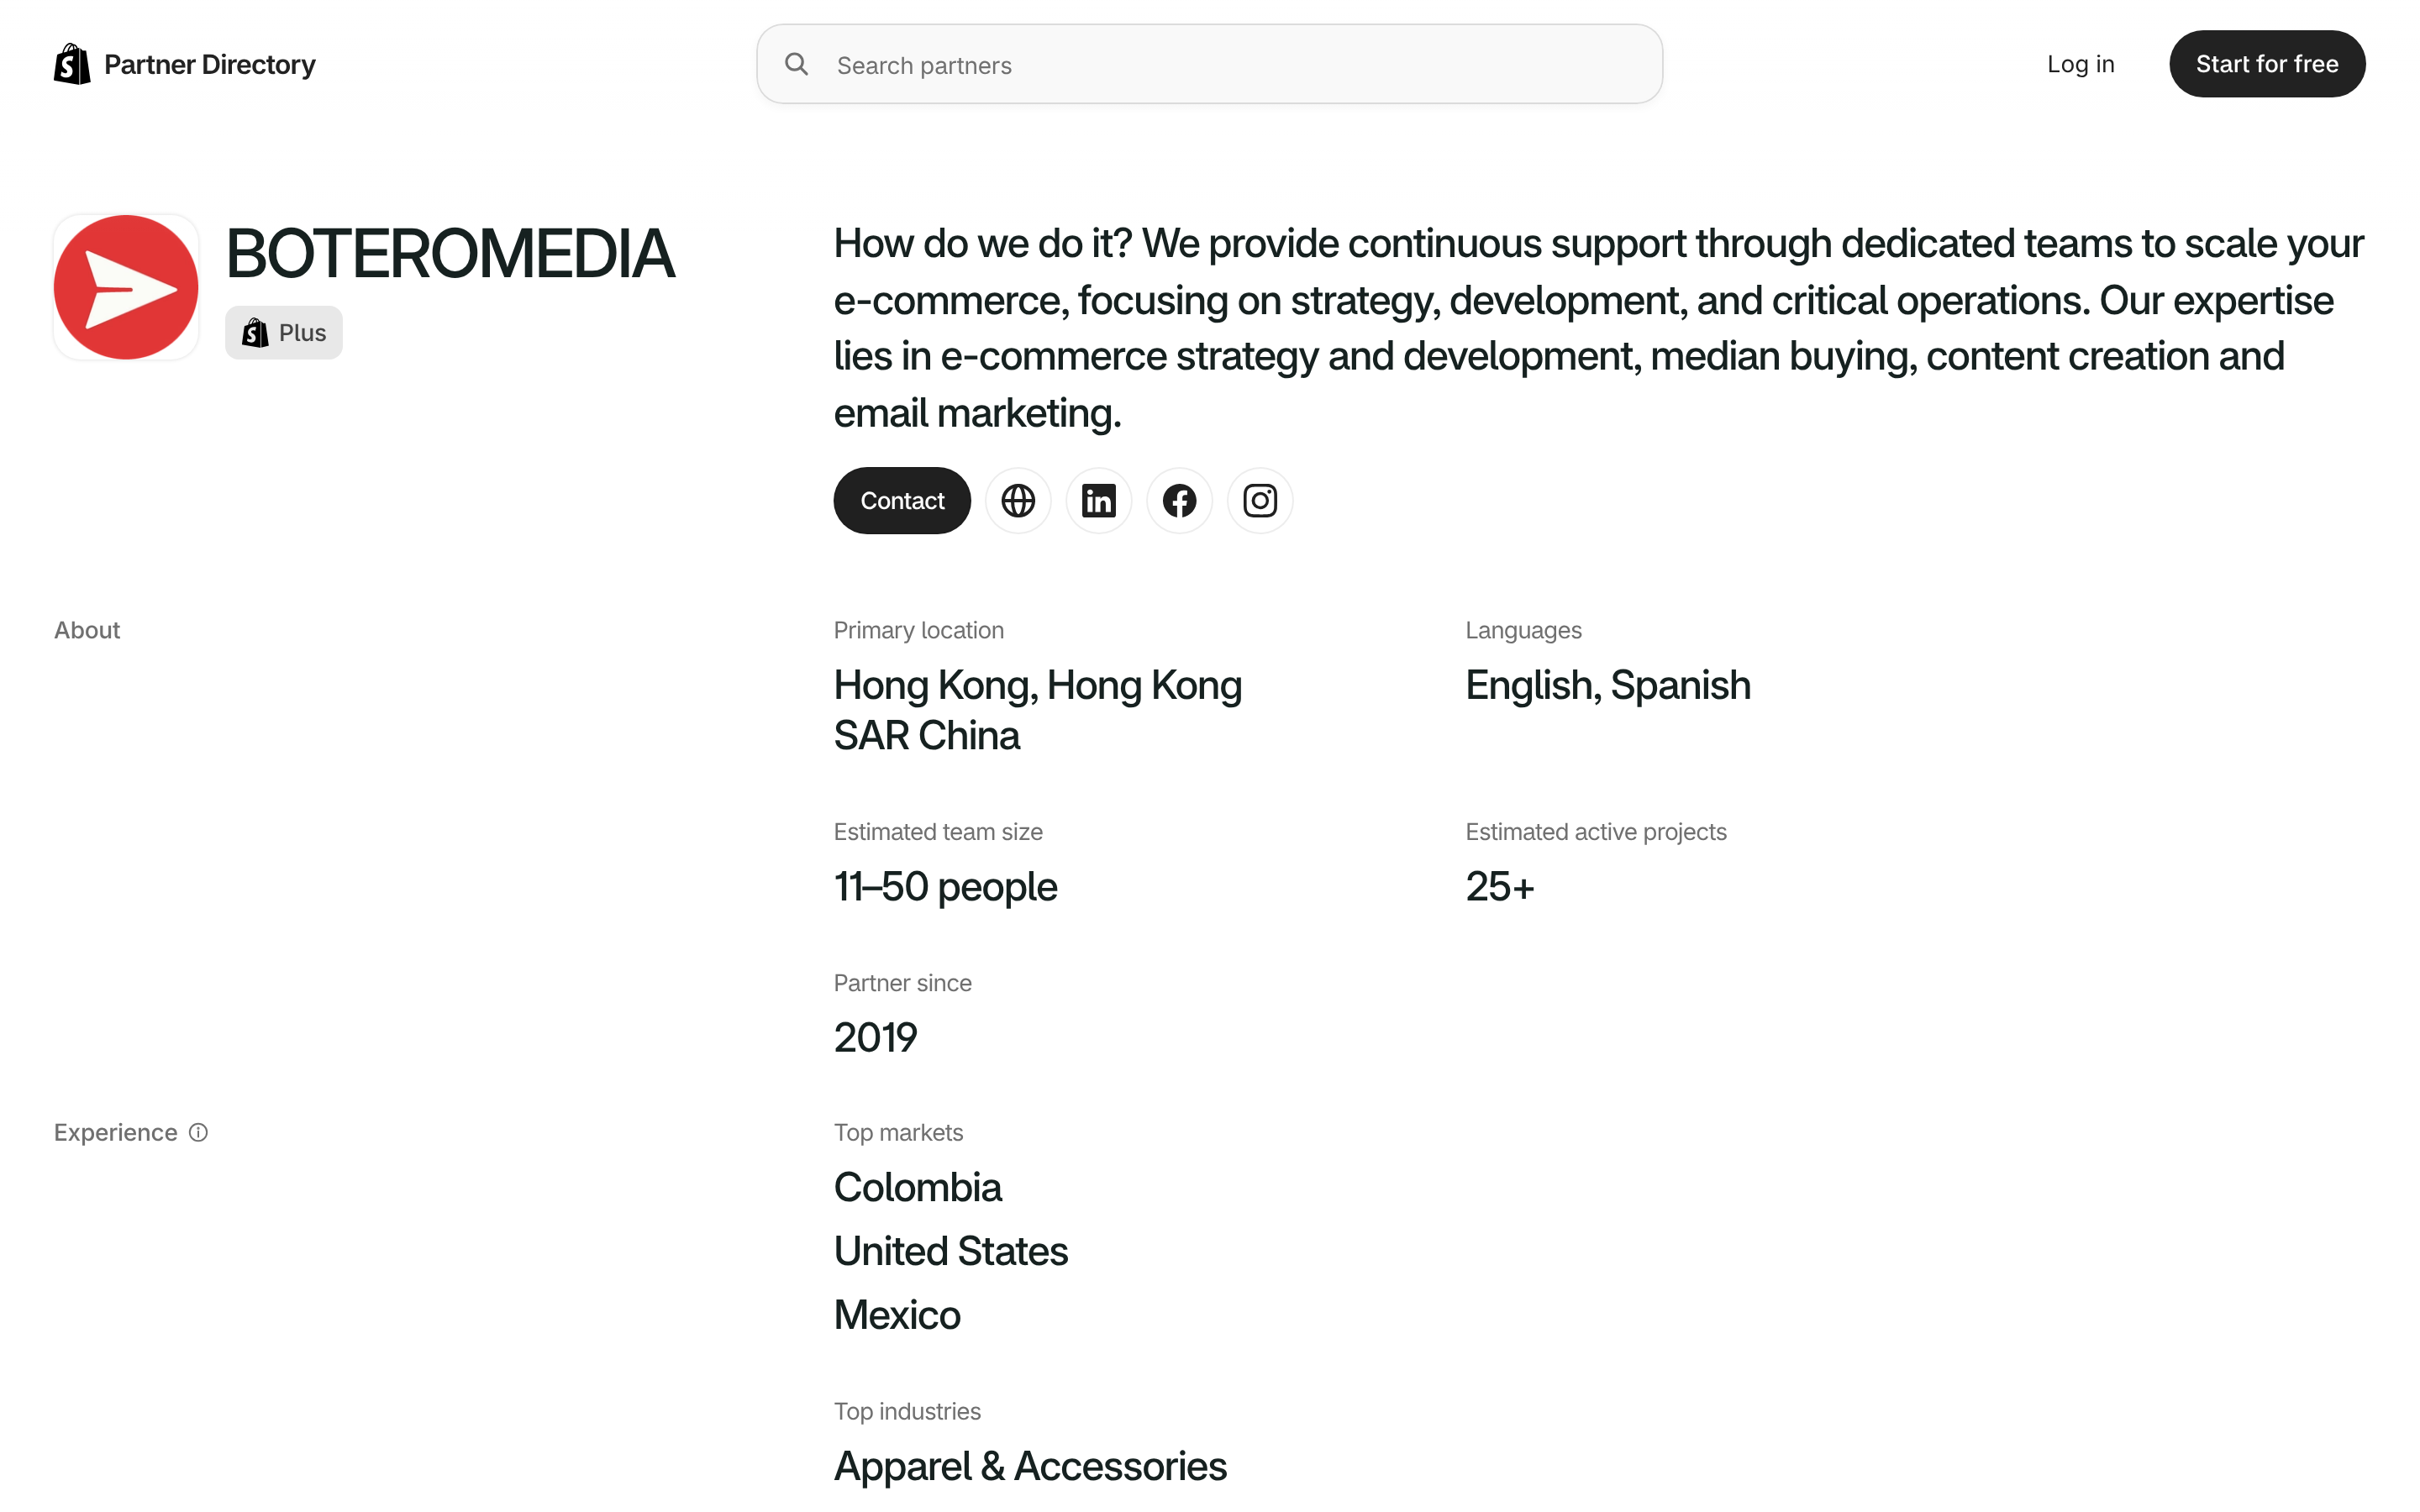 Partner Directory
Search partners
Log in
Start for free
BOTEROMEDIA
Plus
How do we do it? We provide continuous support through dedicated teams to scale your
e-commerce, focusing on strategy, development, and critical operations. Our expertise
lies in e-commerce strategy and development, median buying, content creation and
email marketing.
Contact
About
Primary location
Hong Kong, Hong Kong
SAR China
Languages
English, Spanish
Estimated team size
11–50 people
Estimated active projects
25+
Partner since
2019
Experience
Top markets
Colombia
United States
Mexico
Top industries
Apparel & Accessories